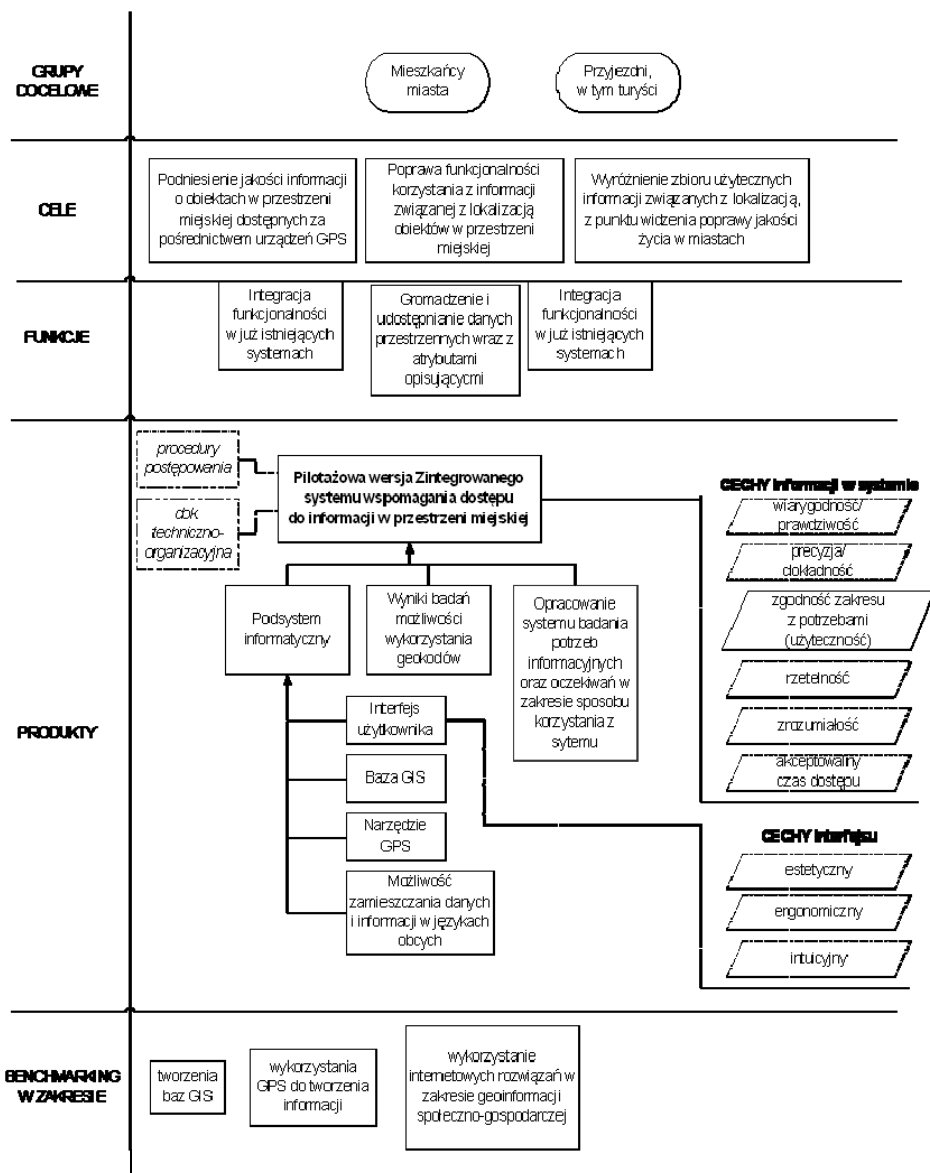 GRUPY
DOCELOWE
Mieszkańcy
miasta
Przyjezdni,
w tym turyści
CELE
Podniesienie jakości informacji
o obiektach w przestrzeni
miejskiej dostępnych za
pośrednictwem urządzeń GPS
Poprawa funkcjonalności
korzystania z informacji
związanej z lokalizacją
obiektów w przestrzeni
miejskiej
Wyróżnienie zbioru użytecznych
informacji związanych z lokalizacją,
z punktu widzenia poprawy jakości
życia w miastach
FUNKCJE
Integracja
funkcjonalności
w już istniejących
systemach
Gromadzenie i
udostępnianie danych
przestrzennych wraz z
atrybutami
opisującymi
Integracja
funkcjonalności
w już istniejących
systemach
PRODUKTY
procedury
postępowania
dok
techniczno-
organizacyjna
Pilotażowa wersja Zintegrowanego
systemu wspomagania dostępu
do informacji w przestrzeni miejskiej
Podsystem
informatyczny
Wyniki badań
możliwości
wykorzystania
geokodów
Opracowanie
systemu badania
potrzeb
informacyjnych
oraz oczekiwań w
zakresie sposobu
korzystania z
sytemu
Interfejs
użytkownika
Baza GIS
Narzędzie
GPS
Możliwość
zamieszczania danych
i informacji w językach
obcych
CECHY informacji w systemie
wiarygodność/
prawdziwość
precyzja/
dokładność
zgodność zakresu
z potrzebami
(użyteczność)
rzetelność
zrozumiałość
akceptowalny
czas dostępu
CECHY interfejsu
estetyczny
ergonomiczny
intuicyjny
BENCHMARKING
W ZAKRESIE
tworzenia
baz GIS
wykorzystania
GPS do tworzenia
informacji
wykorzystanie
internetowych rozwiązań w
zakresie geoinformacji
społeczno-gospodarczej